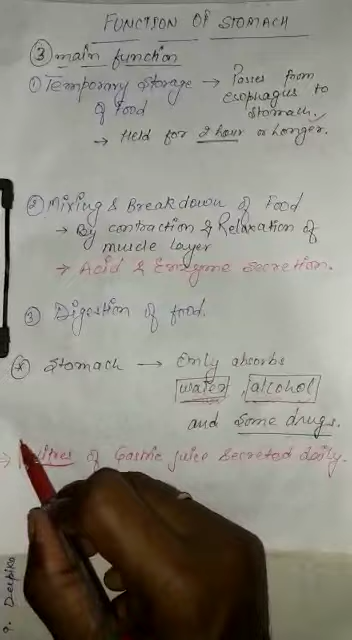 FUNCTION OF STOMACH
③ main function
① Temporary Storage → Passes from
of Food esophagus to
stomach.
→ Held for 2 hour or longer.
② Mixing & Breakdown of Food
→ By contraction & Relaxation of
muscle layer
→ Acid & Enzyme secretion.
3 Digestion of food.
* Stomach → Only absorbs
water, alcohol
and some drugs.
→ litres of Gastric juice secreted daily.
Deepika